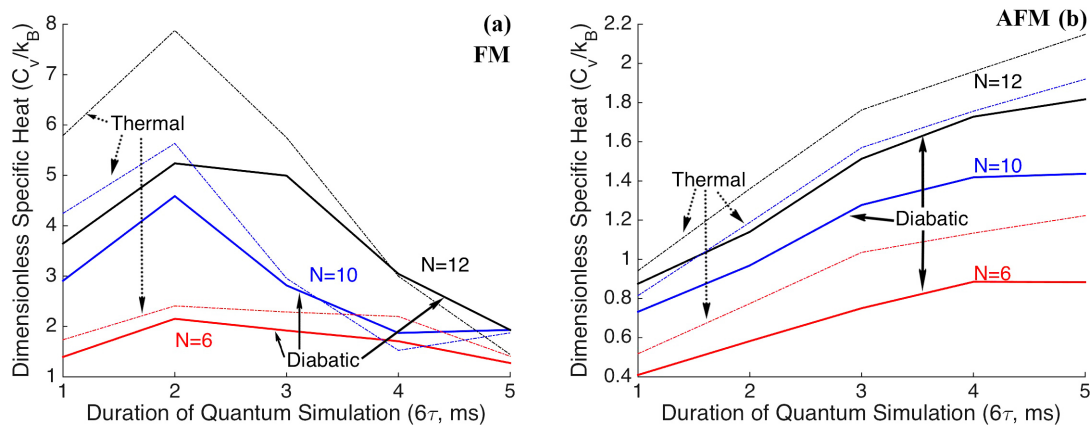 (a)
FM
Dimensionless Specific Heat (C_v/k_B)
8
7
6
5
4
3
2
1
Thermal
N=12
N=10
N=6
Diabatic
1 2 3 4 5
Duration of Quantum Simulation (6τ, ms)
AFM (b)
Dimensionless Specific Heat (C_v/k_B)
2.2
2
1.8
1.6
1.4
1.2
1
0.8
0.6
0.4
N=12
Thermal
N=10
Diabatic
N=6
1 2 3 4 5
Duration of Quantum Simulation (6τ, ms)